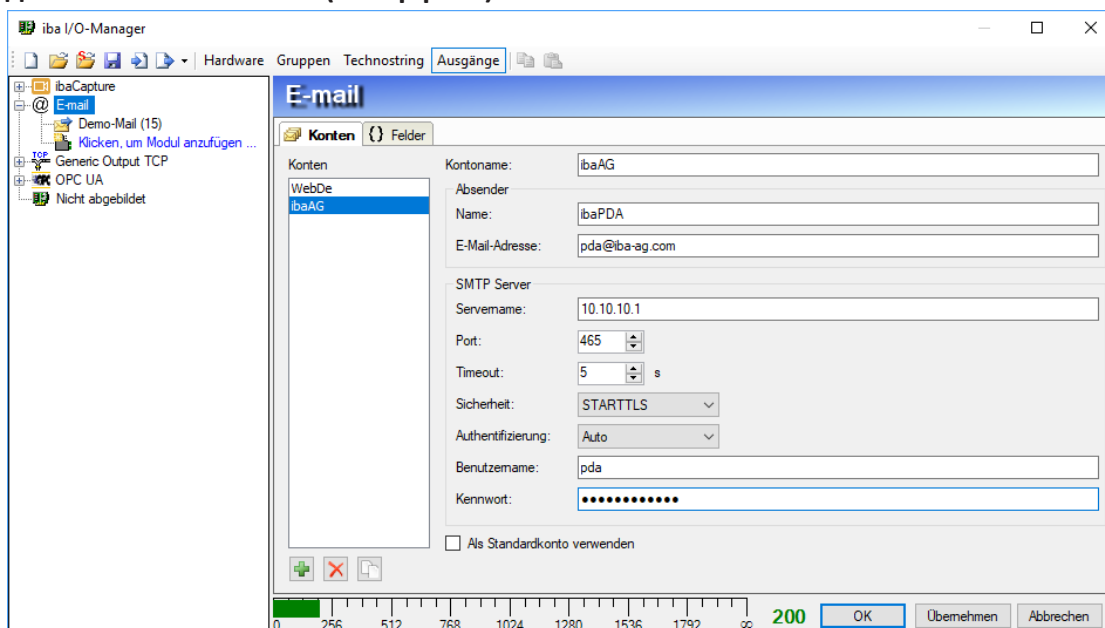 iba I/O-Manager
Hardware Gruppen Technostring Ausgänge
ibaCapture
E-mail
Demo-Mail (15)
Klicken, um Modul anzufügen ...
Generic Output TCP
OPC UA
Nicht abgebildet
E-mail
Konten {} Felder
Konten
WebDe
ibaAG
Kontoname: ibaAG
Absender
Name: ibaPDA
E-Mail-Adresse: pda@iba-ag.com
SMTP Server
Servername: 10.10.10.1
Port: 465
Timeout: 5 s
Sicherheit: STARTTLS
Authentifizierung: Auto
Benutzername: pda
Kennwort: ●●●●●●●●●●●●
Als Standardkonto verwenden
0 256 512 768 1024 1280 1536 1792 ∞ 200 OK Übernehmen Abbrechen